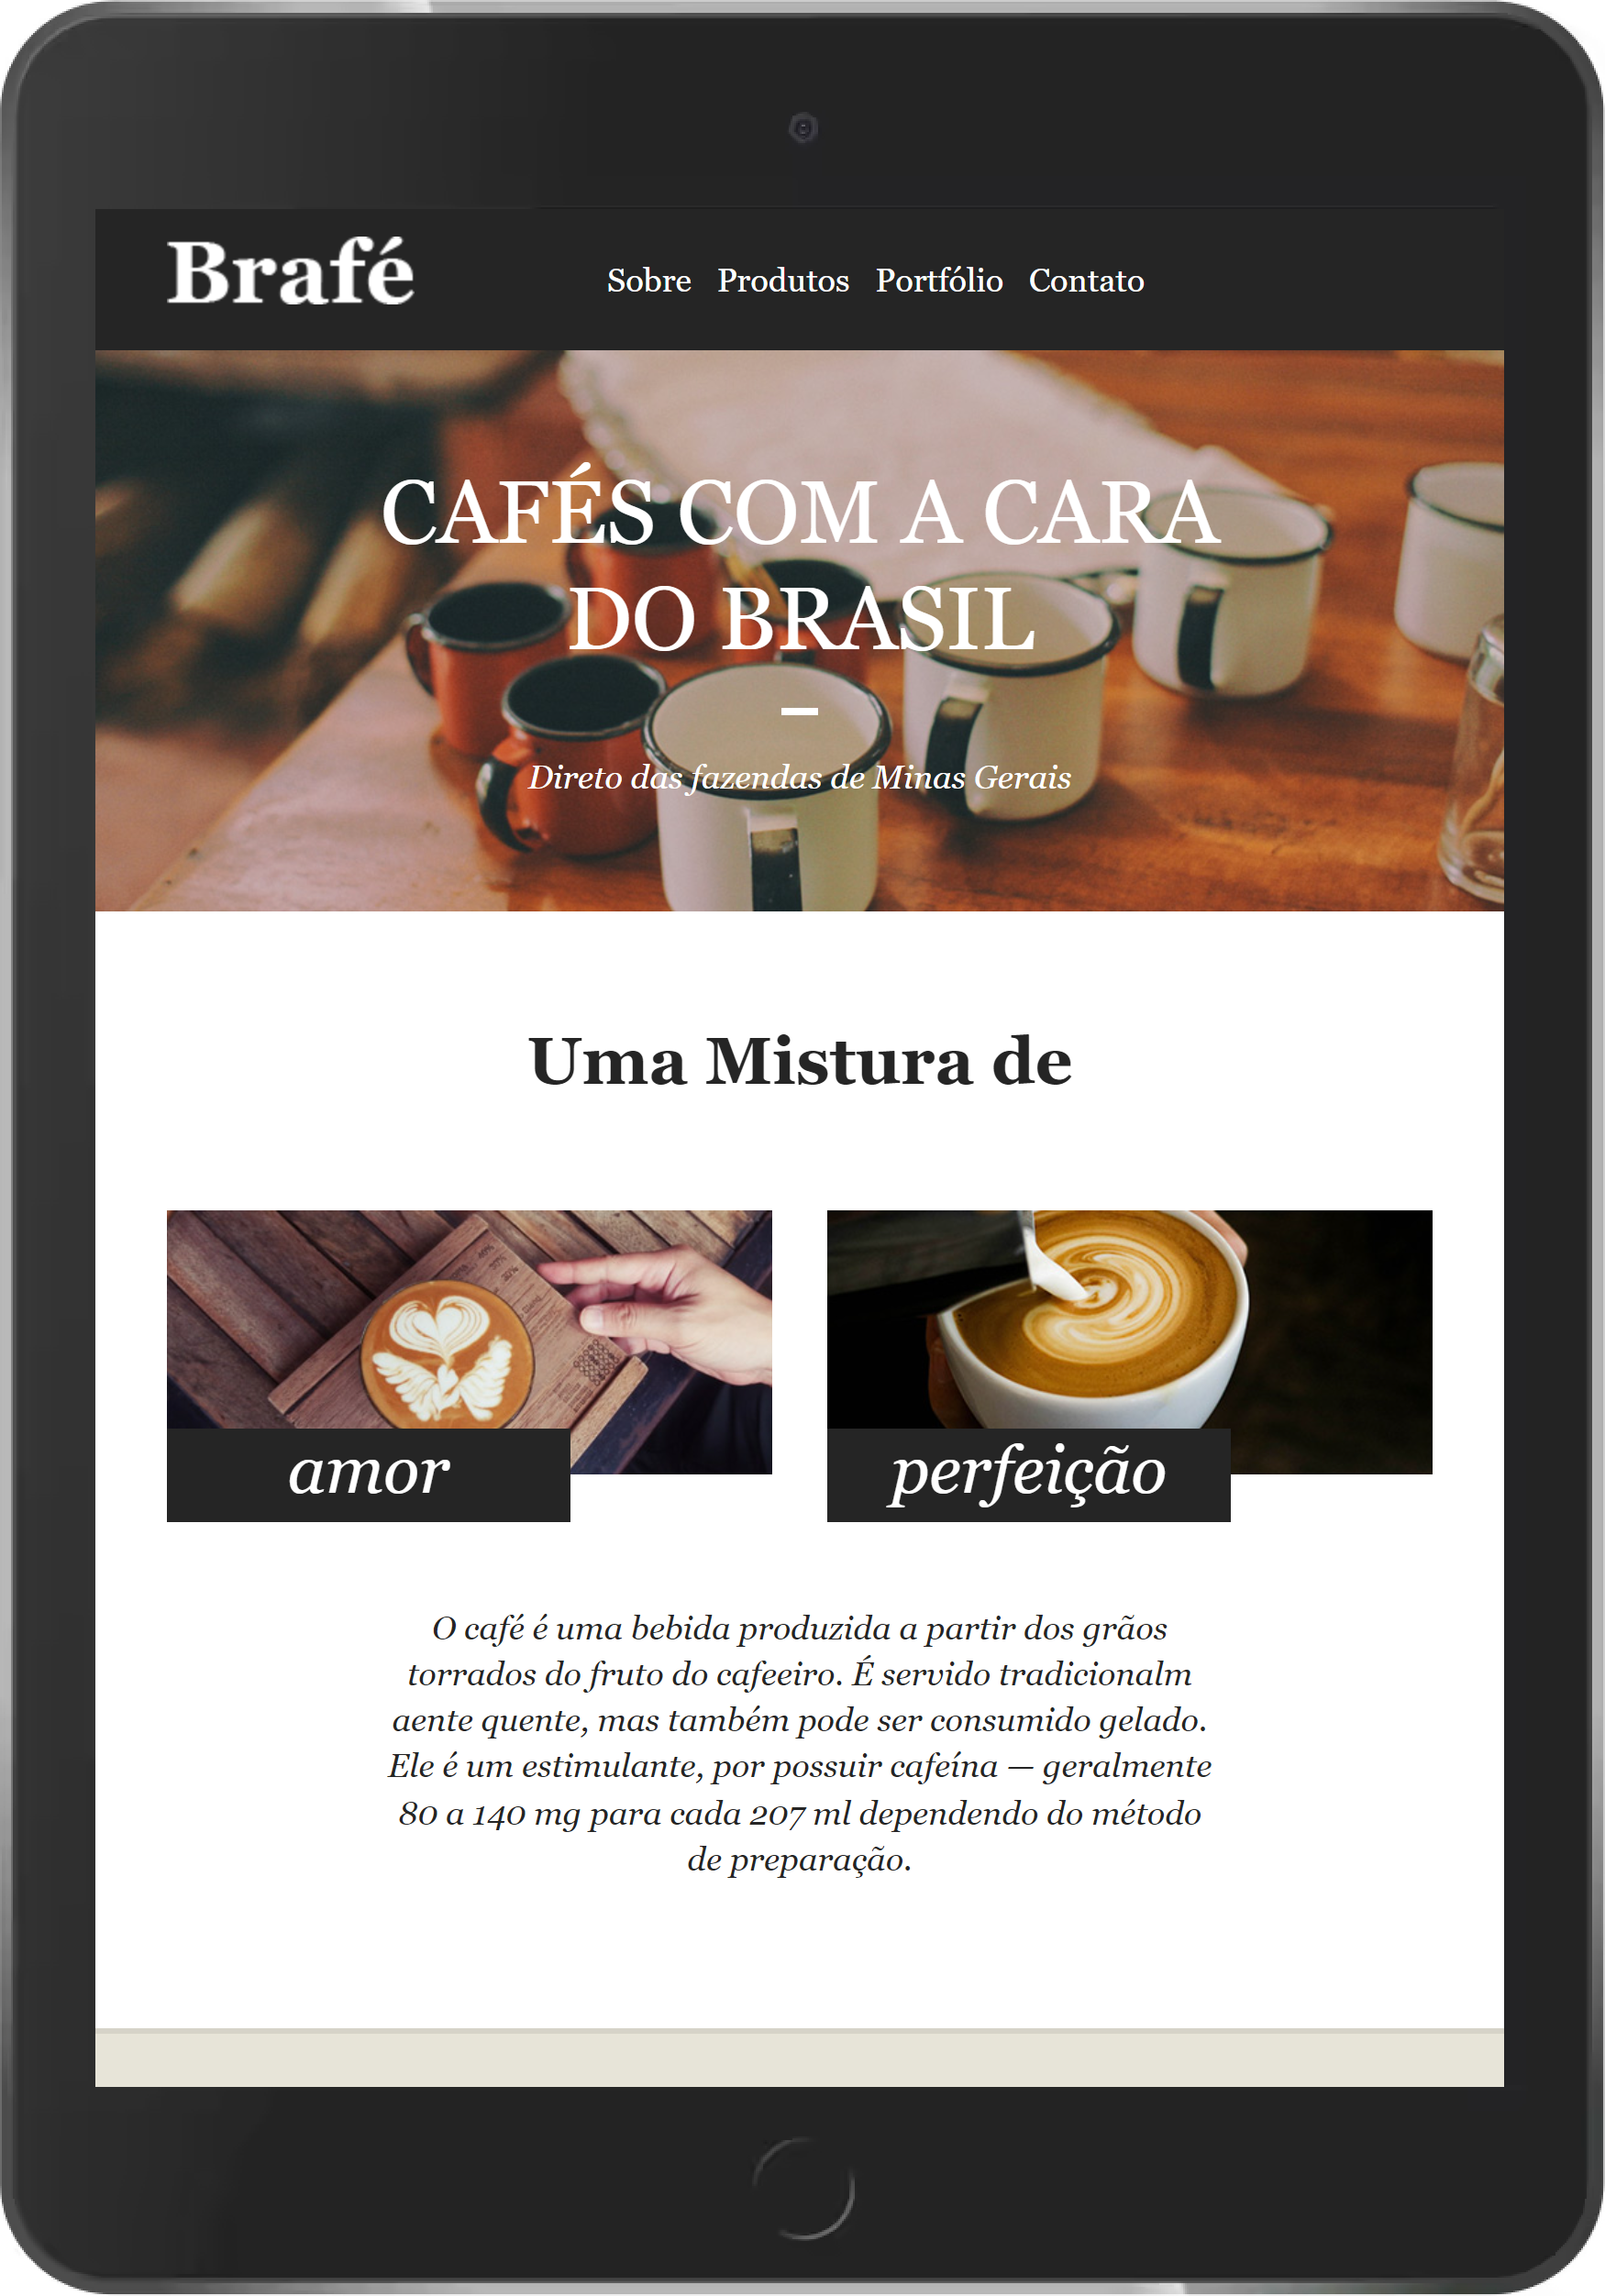 Brafé
Sobre Produtos Portfólio Contato
CAFÉS COM A CARA
DO BRASIL
Direto das fazendas de Minas Gerais
Uma Mistura de
amor
perfeição
O café é uma bebida produzida a partir dos grãos
torrados do fruto do cafeeiro. É servido tradicionalm
aente quente, mas também pode ser consumido gelado.
Ele é um estimulante, por possuir cafeína — geralmente
80 a 140 mg para cada 207 ml dependendo do método
de preparação.